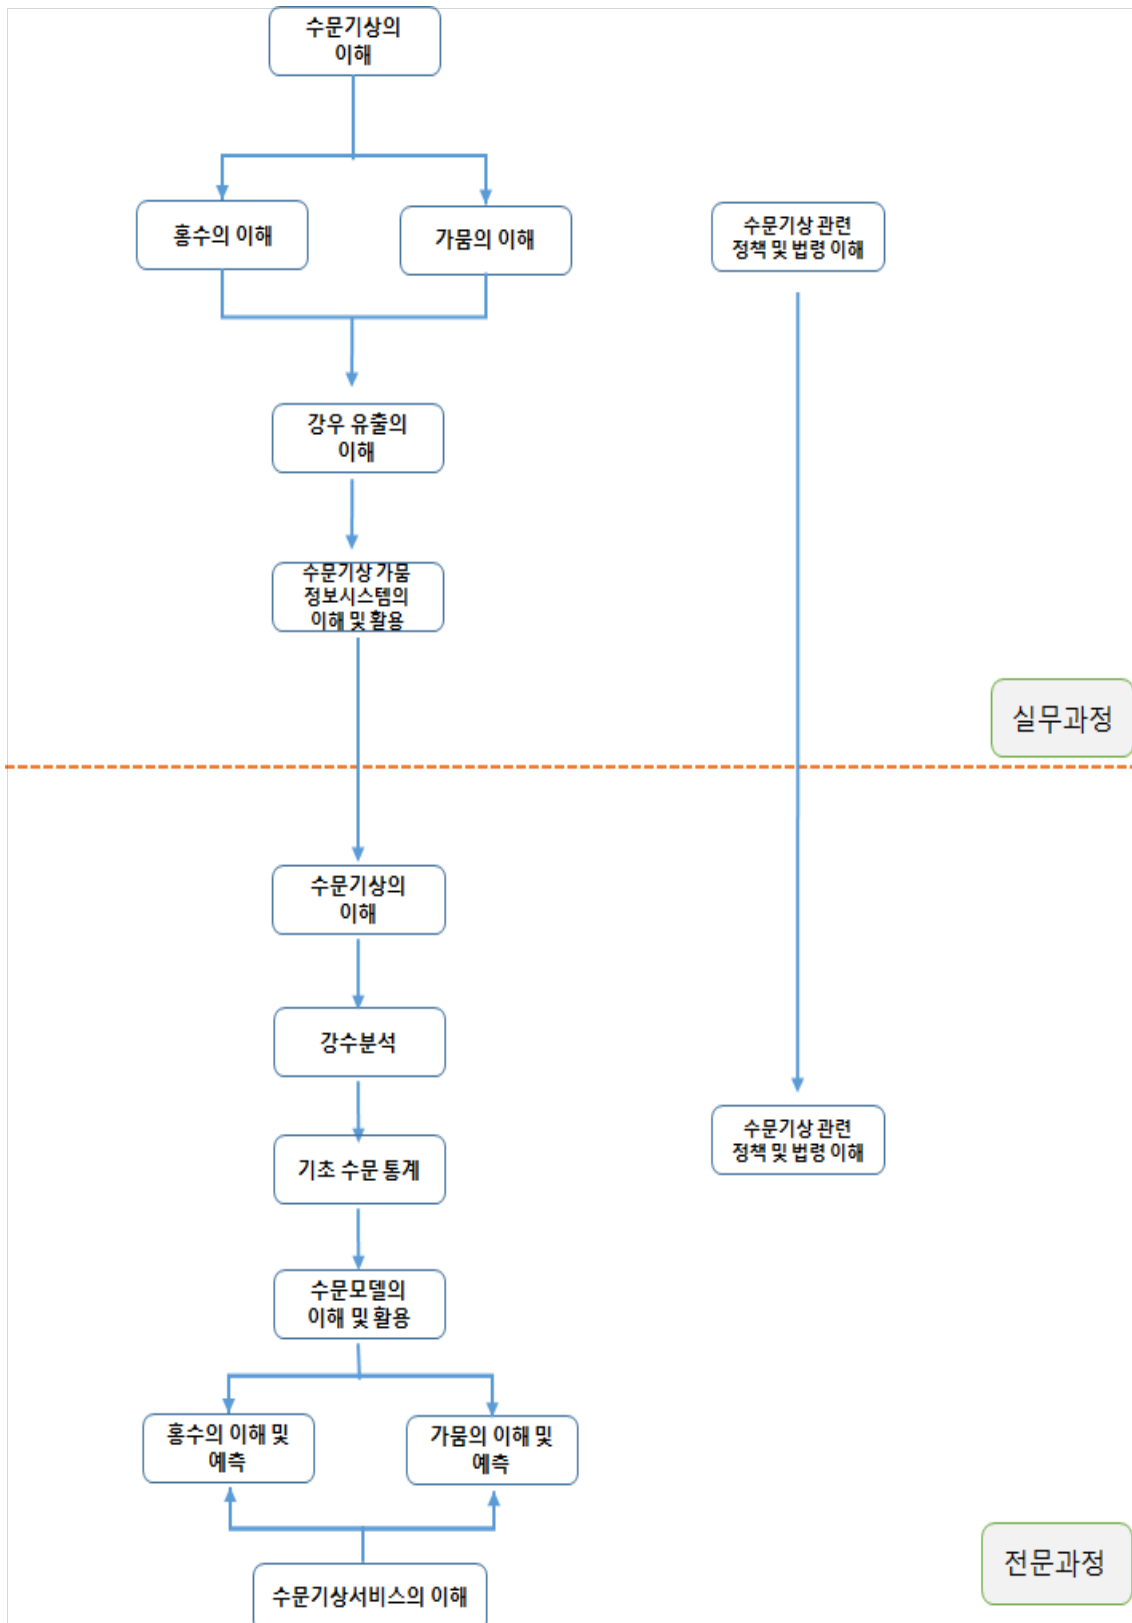 수문기상의
이해
홍수의 이해
가뭄의 이해
수문기상 관련
정책 및 법령 이해
강우 유출의
이해
수문기상 가뭄
정보시스템의
이해 및 활용
실무과정
수문기상의
이해
강수분석
수문기상 관련
정책 및 법령 이해
기초 수문 통계
수문모델의
이해 및 활용
홍수의 이해 및
예측
가뭄의 이해 및
예측
전문과정
수문기상서비스의 이해